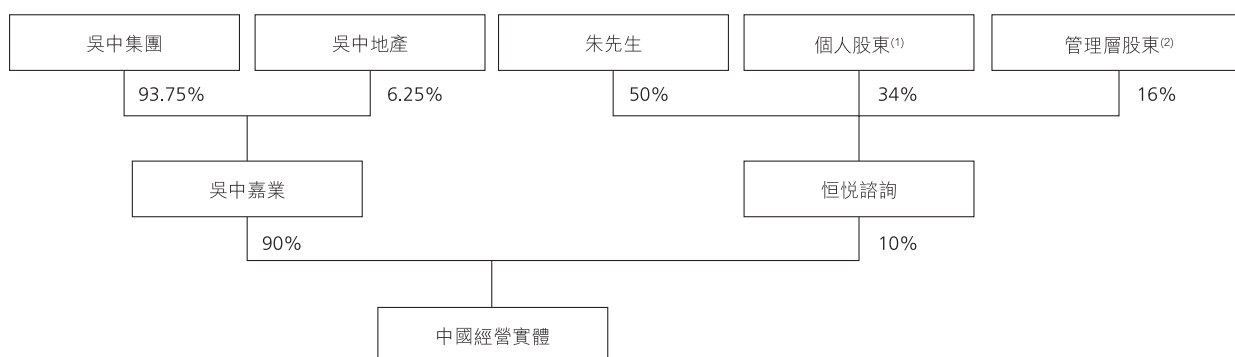 吳中集團
吳中地產
朱先生
個人股東(1)
管理層股東(2)
93.75%
6.25%
50%
34%
16%
吳中嘉業
恒悦諮詢
90%
10%
中國經營實體